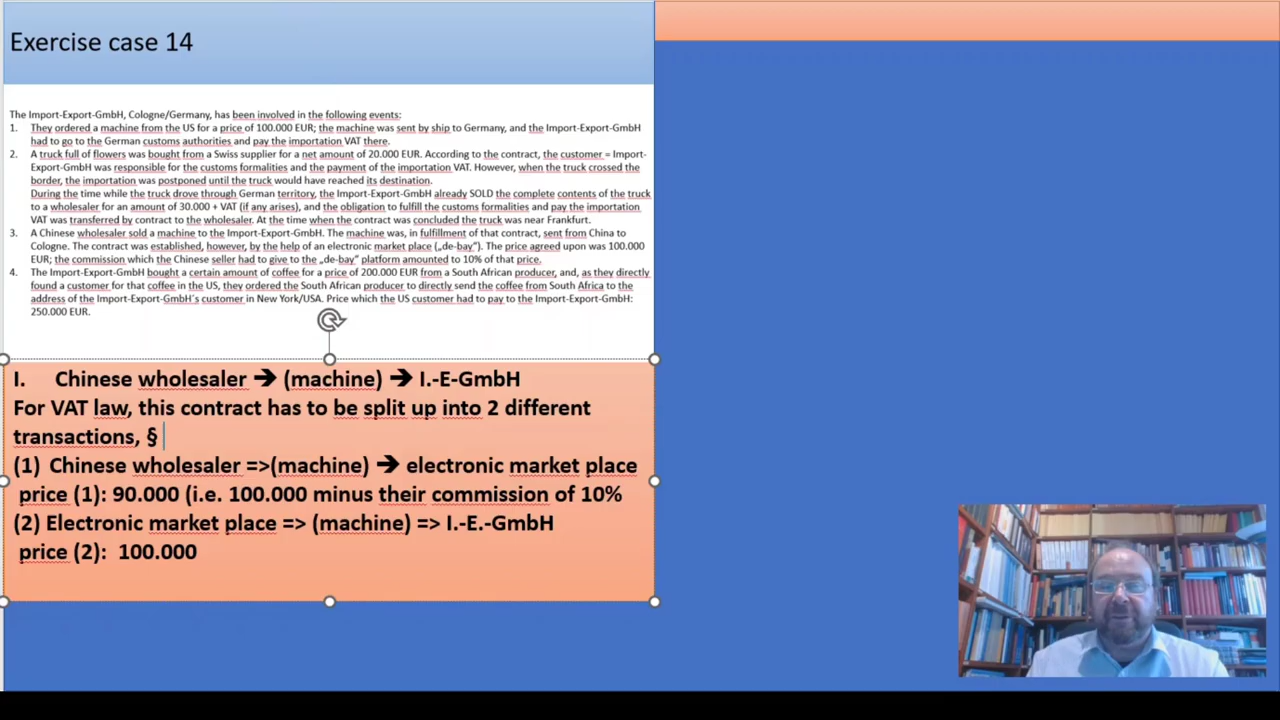 Exercise case 14
The Import-Export-GmbH, Cologne/Germany, has been involved in the following events:
1. They ordered a machine from the US for a price of 100.000 EUR; the machine was sent by ship to Germany, and the Import-Export-GmbH
had to go to the German customs authorities and pay the importation VAT there.
2. A truck full of flowers was bought from a Swiss supplier for a net amount of 20.000 EUR. According to the contract, the customer = Import-
Export-GmbH was responsible for the customs formalities and the payment of the importation VAT. However, when the truck crossed the
border, the importation was postponed until the truck would have reached its destination.
During the time while the truck drove through German territory, the Import-Export-GmbH already SOLD the complete contents of the truck
to a wholesaler for an amount of 30.000 + VAT (if any arises), and the obligation to fulfill the customs formalities and pay the importation
VAT was transferred by contract to the wholesaler. At the time when the contract was concluded the truck was near Frankfurt.
3. A Chinese wholesaler sold a machine to the Import-Export-GmbH. The machine was, in fulfillment of that contract, sent from China to
Cologne. The contract was established, however, by the help of an electronic market place („de-bay"). The price agreed upon was 100.000
EUR; the commission which the Chinese seller had to give to the „de-bay" platform amounted to 10% of that price.
4. The Import-Export-GmbH bought a certain amount of coffee for a price of 200.000 EUR from a South African producer, and, as they directly
found a customer for that coffee in the US, they ordered the South African producer to directly send the coffee from South Africa to the
address of the Import-Export-GmbH's customer in New York/USA. Price which the US customer had to pay to the Import-Export-GmbH:
250.000 EUR.
I. Chinese wholesaler ➔ (machine) ➔ I.-E-GmbH
For VAT law, this contract has to be split up into 2 different
transactions, §
(1) Chinese wholesaler =>(machine) ➔ electronic market place
price (1): 90.000 (i.e. 100.000 minus their commission of 10%
(2) Electronic market place => (machine) => I.-E.-GmbH
price (2): 100.000